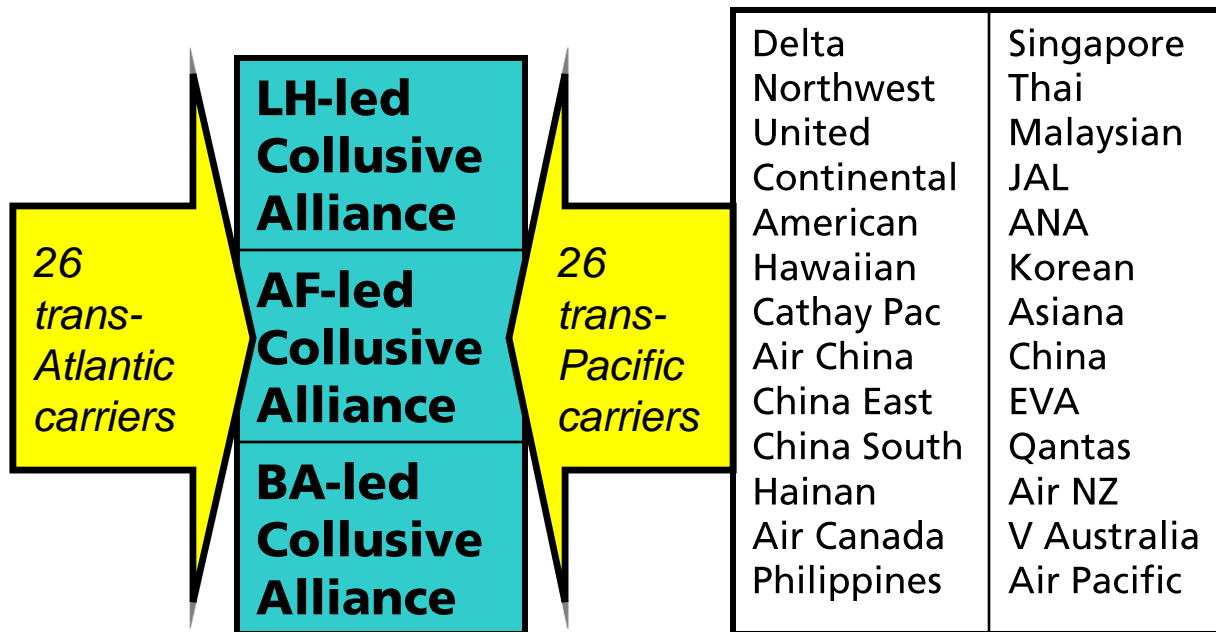 26
trans-
Atlantic
carriers
LH-led
Collusive
Alliance
AF-led
Collusive
Alliance
BA-led
Collusive
Alliance
26
trans-
Pacific
carriers
Delta
Northwest
United
Continental
American
Hawaiian
Cathay Pac
Air China
China East
China South
Hainan
Air Canada
Philippines
Singapore
Thai
Malaysian
JAL
ANA
Korean
Asiana
China
EVA
Qantas
Air NZ
V Australia
Air Pacific